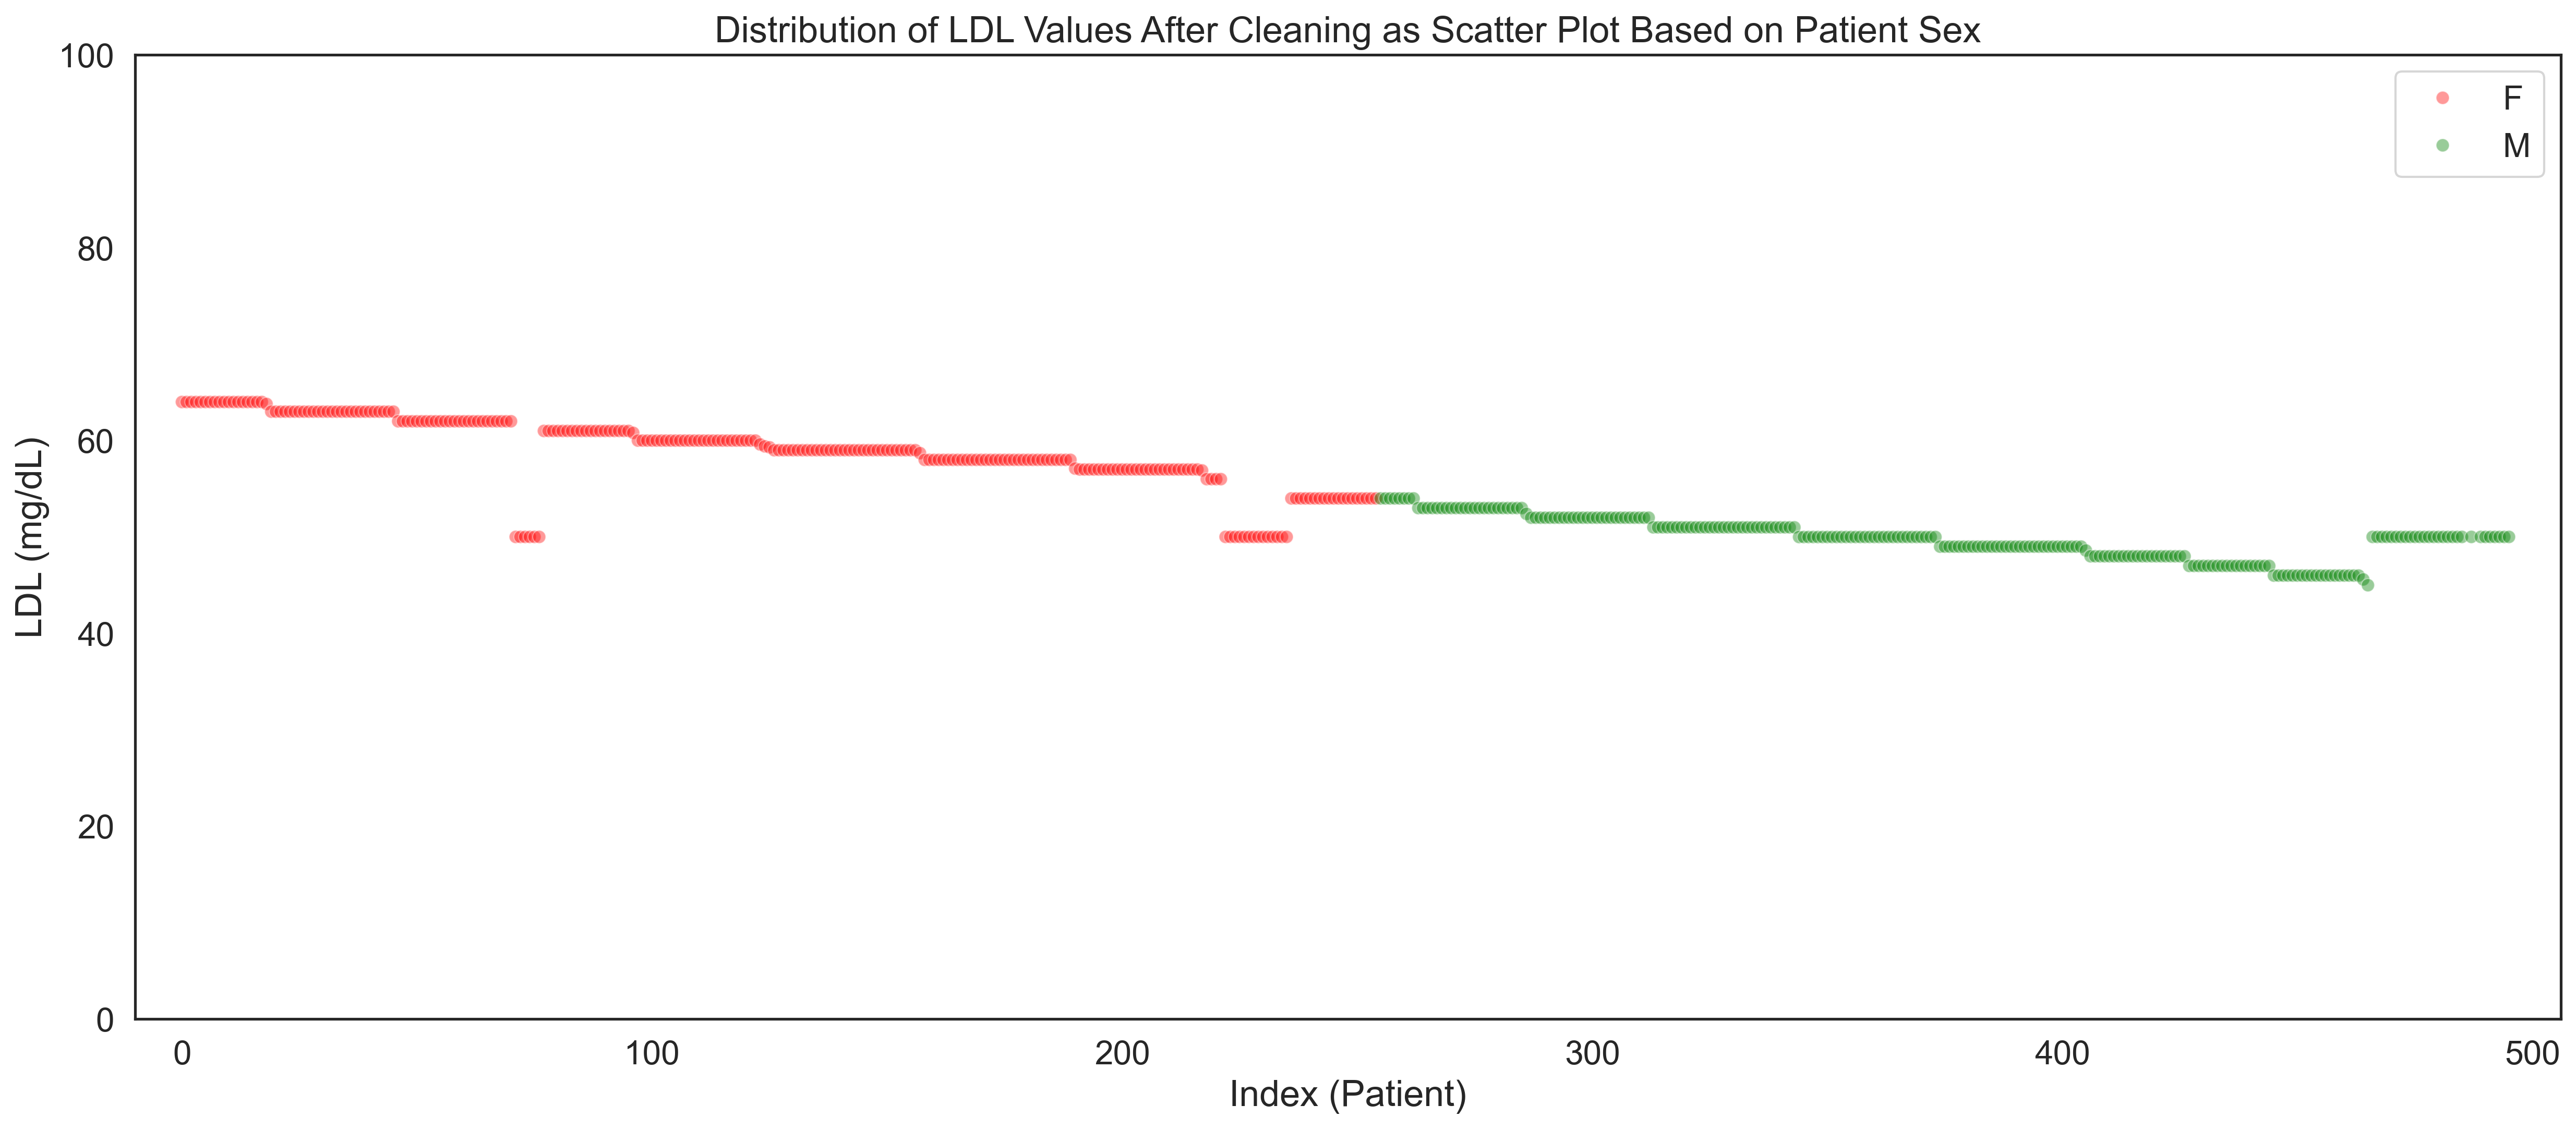 Distribution of LDL Values After Cleaning as Scatter Plot Based on Patient Sex
100
80
60
40
20
0
LDL (mg/dL)
F
M
0 100 200 300 400 500
Index (Patient)